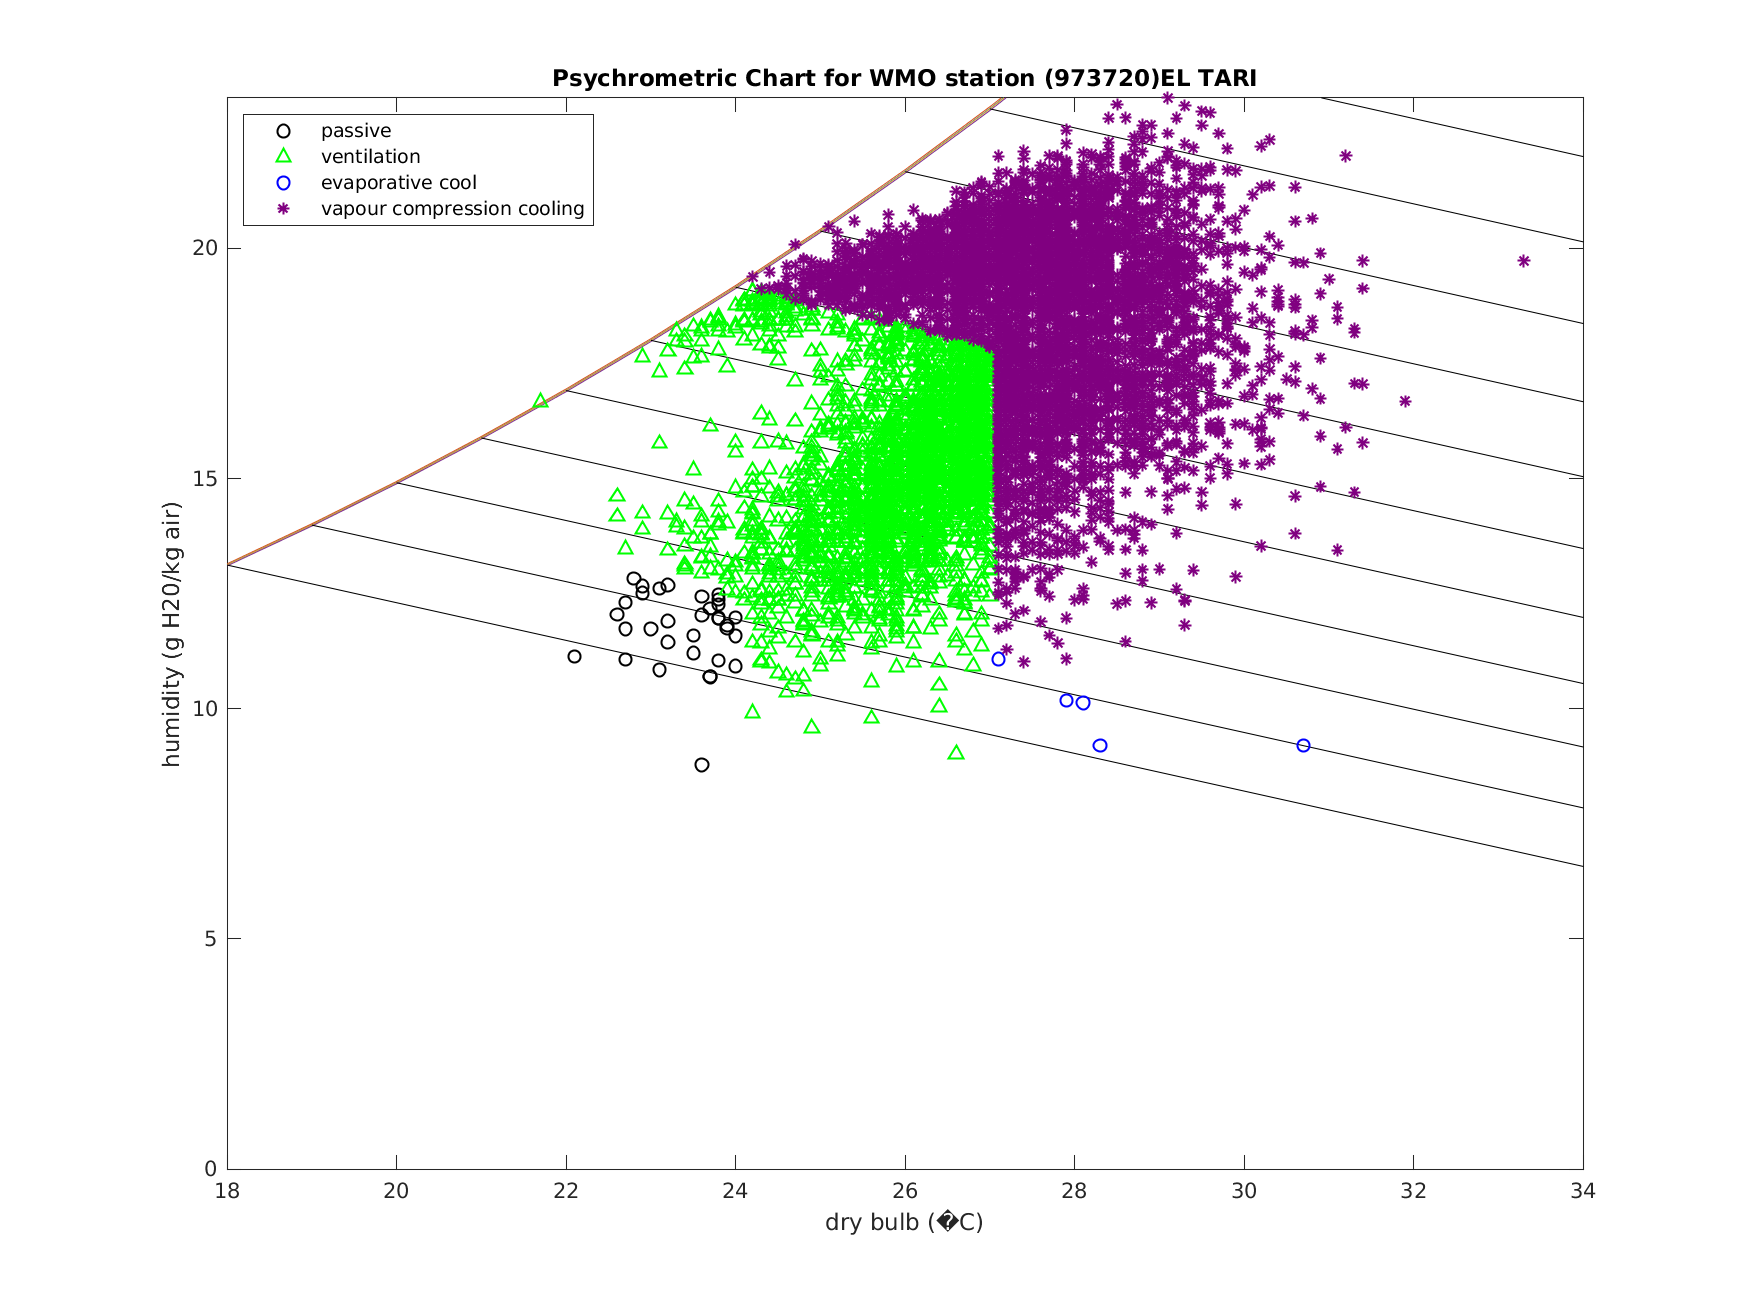 Psychrometric Chart for WMO station (973720)EL TARI
passive
ventilation
evaporative cool
vapour compression cooling
humidity (g H20/kg air)
20
15
10
5
0
18 20 22 24 26 28 30 32 34
dry bulb (�C)